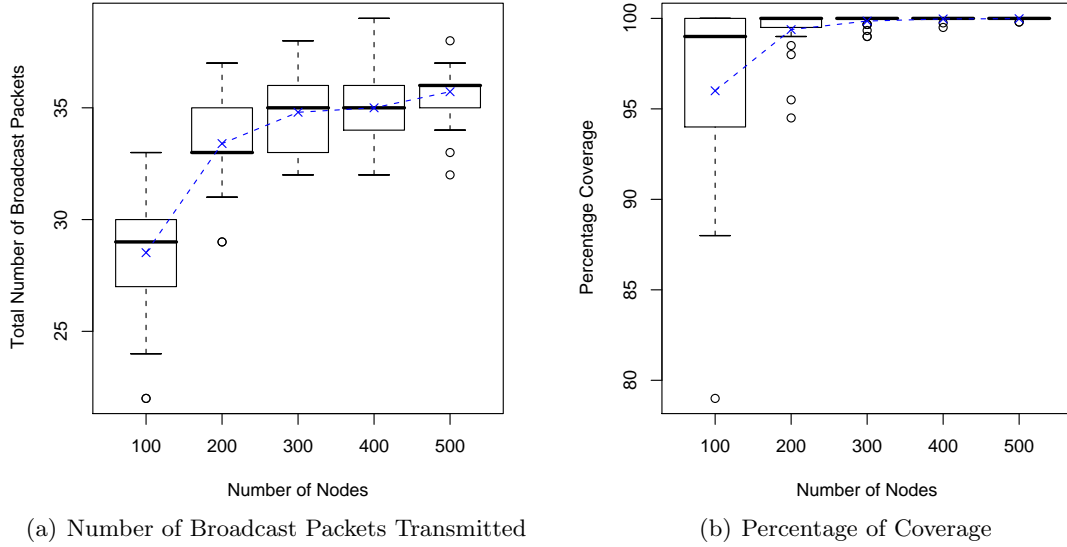 Total Number of Broadcast Packets
35
30
25
100 200 300 400 500
Number of Nodes
(a) Number of Broadcast Packets Transmitted
Percentage Coverage
100
95
90
85
80
100 200 300 400 500
Number of Nodes
(b) Percentage of Coverage